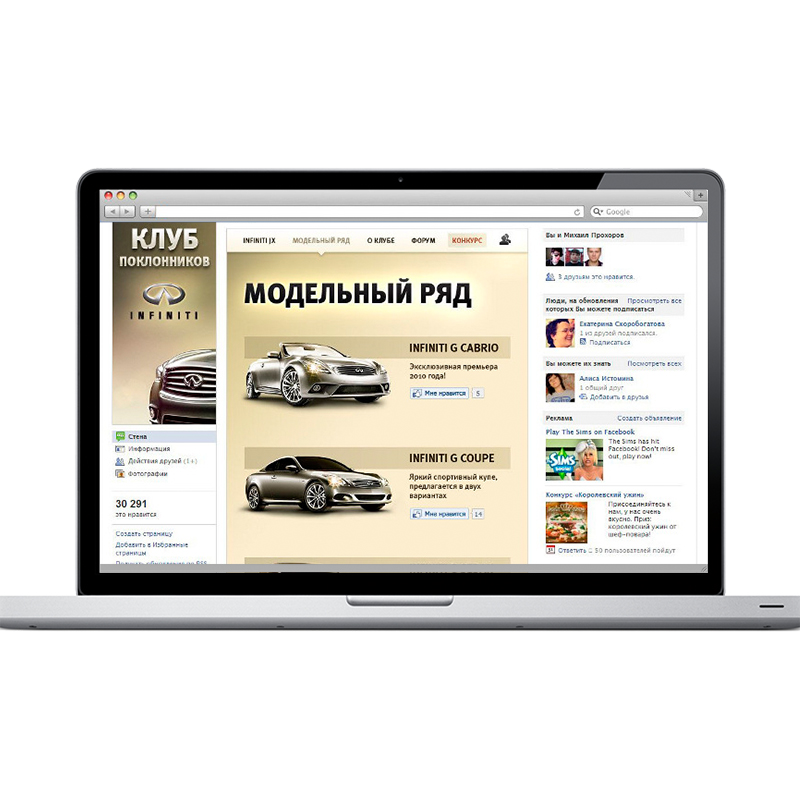 Google
КЛУБ
ПОКЛОННИКОВ
INFINITI
Стена
Информация
Действия друзей (1+)
Фотографии
30 291
это нравится
Создать страницу
Добавить в Избранные
страницы
INFINITI JX
МОДЕЛЬНЫЙ РЯД
О КЛУБЕ
ФОРУМ
КОНКУРС
МОДЕЛЬНЫЙ РЯД
INFINITI G CABRIO
Эксклюзивная премьера
2010 года!
Мне нравится 5
INFINITI G COUPE
Яркий спортивный купе,
предлагается в двух
вариантах
Мне нравится 14
Вы и Михаил Прохоров
3 друзьям это нравится.
Люди, на обновления Просмотреть все
которых Вы можете подписаться
Екатерина Скоробогатова
1 из друзей
Подписаться
Вы можете их знать Посмотреть всех
Алиса Истомина
1 общий друг
Добавить в друзья
Реклама Создать объявление
Play The Sims on Facebook
The Sims has hit
Facebook! Don't miss
out, play now!
Конкурс «Королевский ужин»
Присоединяйтесь к
нам, у нас очень
вкусно. Приз:
королевский ужин от
шеф-повара!
31 Ответить 50 пользователей пойдут